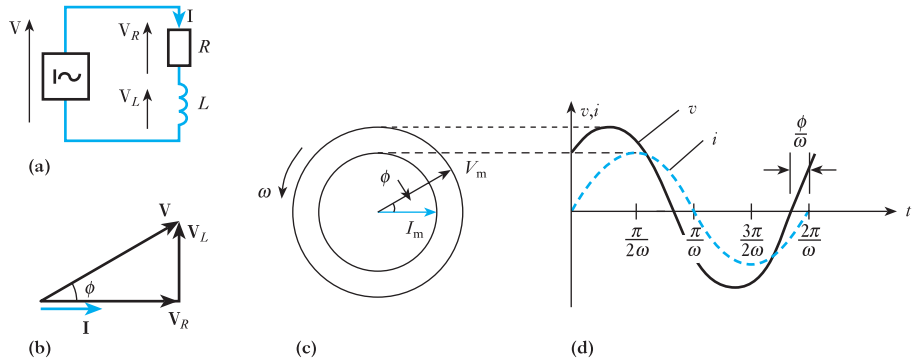 V
I
V_R
R
V_L
L
(a)
V
V_L
ϕ
I
V_R
(b)
ω
ϕ
V_m
I_m
(c)
v,i
v
i
ϕ/ω
t
π/2ω
π/ω
3π/2ω
2π/ω
(d)